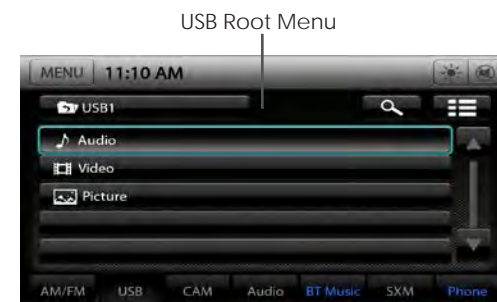 USB Root Menu
MENU 11:10 AM
USB1
Audio
Video
Picture
AM/FM USB CAM Audio BT Music SXM Phone